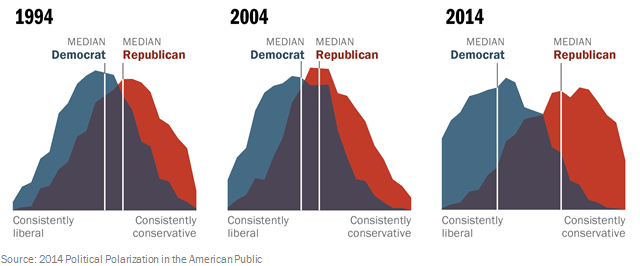 1994
MEDIAN MEDIAN
Democrat Republican
Consistently Consistently
liberal conservative
2004
MEDIAN MEDIAN
Democrat Republican
Consistently Consistently
liberal conservative
2014
MEDIAN MEDIAN
Democrat Republican
Consistently Consistently
liberal conservative
Source: 2014 Political Polarization in the American Public